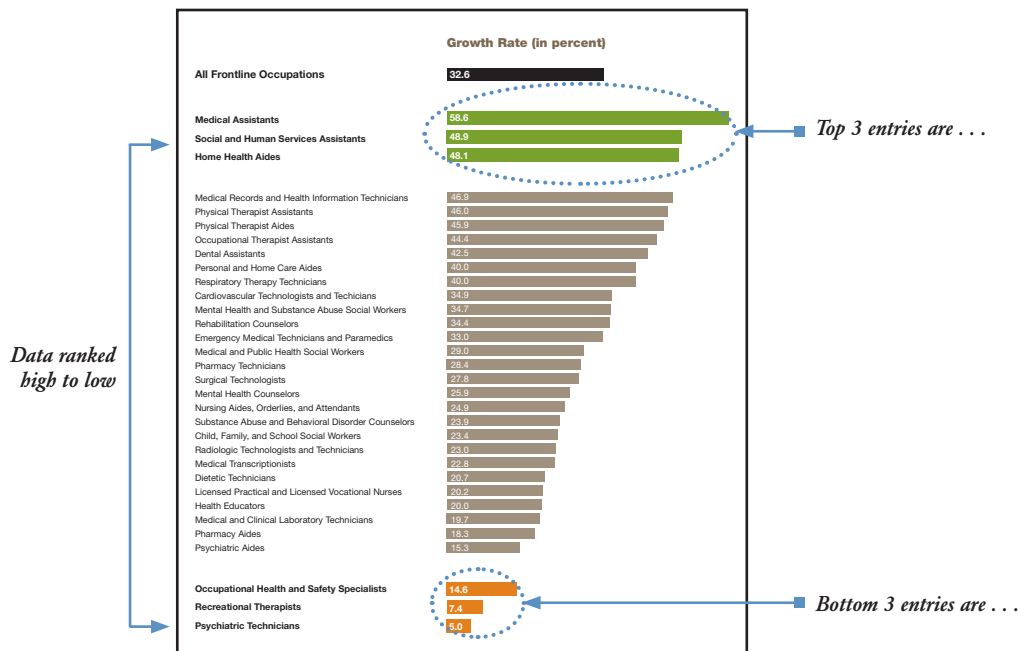 Growth Rate (in percent)
All Frontline Occupations 32.6
Medical Assistants 58.6
Top 3 entries are . . .
Social and Human Services Assistants 48.9
Home Health Aides 48.1
Medical Records and Health Information Technicians 46.9
Physical Therapist Assistants 46.0
Physical Therapist Aides 45.9
Occupational Therapist Assistants 44.4
Dental Assistants 42.5
Personal and Home Care Aides 40.0
Respiratory Therapy Technicians 40.0
Cardiovascular Technologists and Techicians 34.9
Mental Health and Substance Abuse Social Workers 34.7
Rehabilitation Counselors 34.4
Emergency Medical Technicians and Paramedics 33.0
Medical and Public Health Social Workers 29.0
Data ranked
high to low
Pharmacy Technicians 28.4
Surgical Technologists 27.8
Mental Health Counselors 25.9
Nursing Aides, Orderlies, and Attendants 24.9
Substance Abuse and Behavioral Disorder Counselors 23.9
Child, Family, and School Social Workers 23.4
Radiologic Technologists and Technicians 23.0
Medical Transcriptionists 22.8
Dietetic Technicians 20.7
Licensed Practical and Licensed Vocational Nurses 20.2
Health Educators 20.0
Medical and Clinical Laboratory Technicians 19.7
Pharmacy Aides 18.3
Psychiatric Aides 15.3
Occupational Health and Safety Specialists 14.6
Recreational Therapists 7.4
Bottom 3 entries are . . .
Psychiatric Technicians 5.0